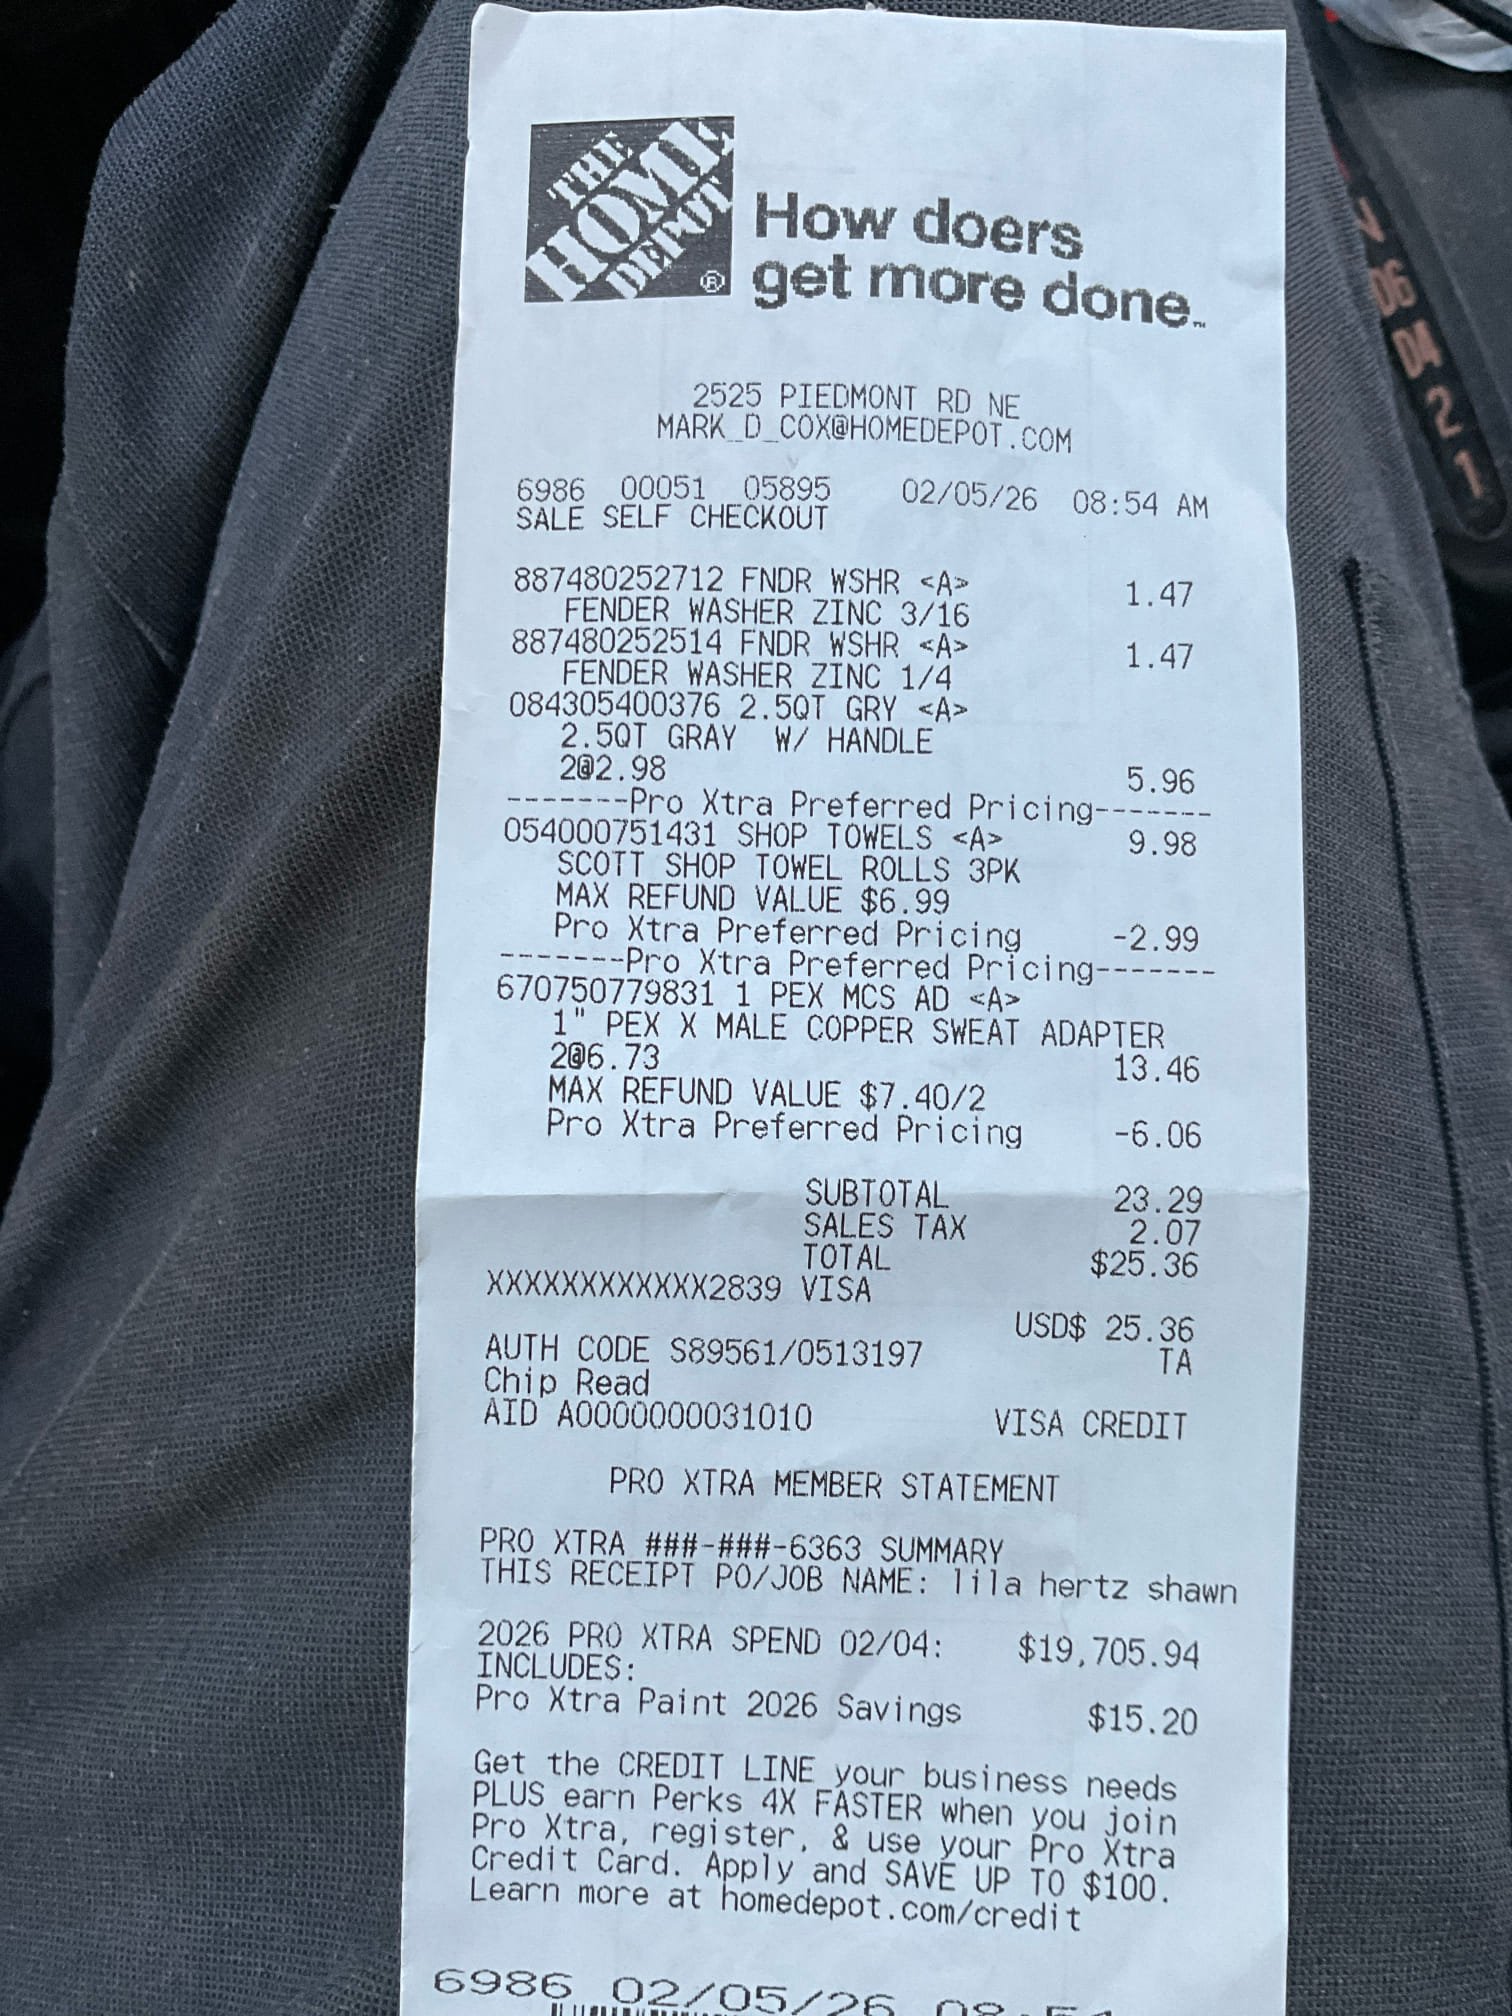 THE
HOME
DEPOT
®
How doers
get more done.™
2525 PIEDMONT RD NE
MARK_D_COX@HOMEDEPOT.COM
6986 00051 05895 02/05/26 08:54 AM
SALE SELF CHECKOUT
887480252712 FNDR WSHR <A> 1.47
FENDER WASHER ZINC 3/16
887480252514 FNDR WSHR <A> 1.47
FENDER WASHER ZINC 1/4
084305400376 2.5QT GRY <A>
2.5QT GRAY W/ HANDLE
2@2.98 5.96
-------Pro Xtra Preferred Pricing-------
054000751431 SHOP TOWELS <A> 9.98
SCOTT SHOP TOWEL ROLLS 3PK
MAX REFUND VALUE $6.99
Pro Xtra Preferred Pricing -2.99
-------Pro Xtra Preferred Pricing-------
670750779831 1 PEX MCS AD <A>
1" PEX X MALE COPPER SWEAT ADAPTER
2@6.73 13.46
MAX REFUND VALUE $7.40/2
Pro Xtra Preferred Pricing -6.06
SUBTOTAL 23.29
SALES TAX 2.07
TOTAL $25.36
XXXXXXXXXXXX2839 VISA
USD$ 25.36
AUTH CODE S89561/0513197 TA
Chip Read
AID A0000000031010 VISA CREDIT
PRO XTRA MEMBER STATEMENT
PRO XTRA ###-###-6363 SUMMARY
THIS RECEIPT PO/JOB NAME: lila hertz shawn
2026 PRO XTRA SPEND 02/04: $19,705.94
INCLUDES:
Pro Xtra Paint 2026 Savings $15.20
Get the CREDIT LINE your business needs
PLUS earn Perks 4X FASTER when you join
Pro Xtra, register, & use your Pro Xtra
Credit Card. Apply and SAVE UP TO $100.
Learn more at homedepot.com/credit
6986 02/05/26 08:54